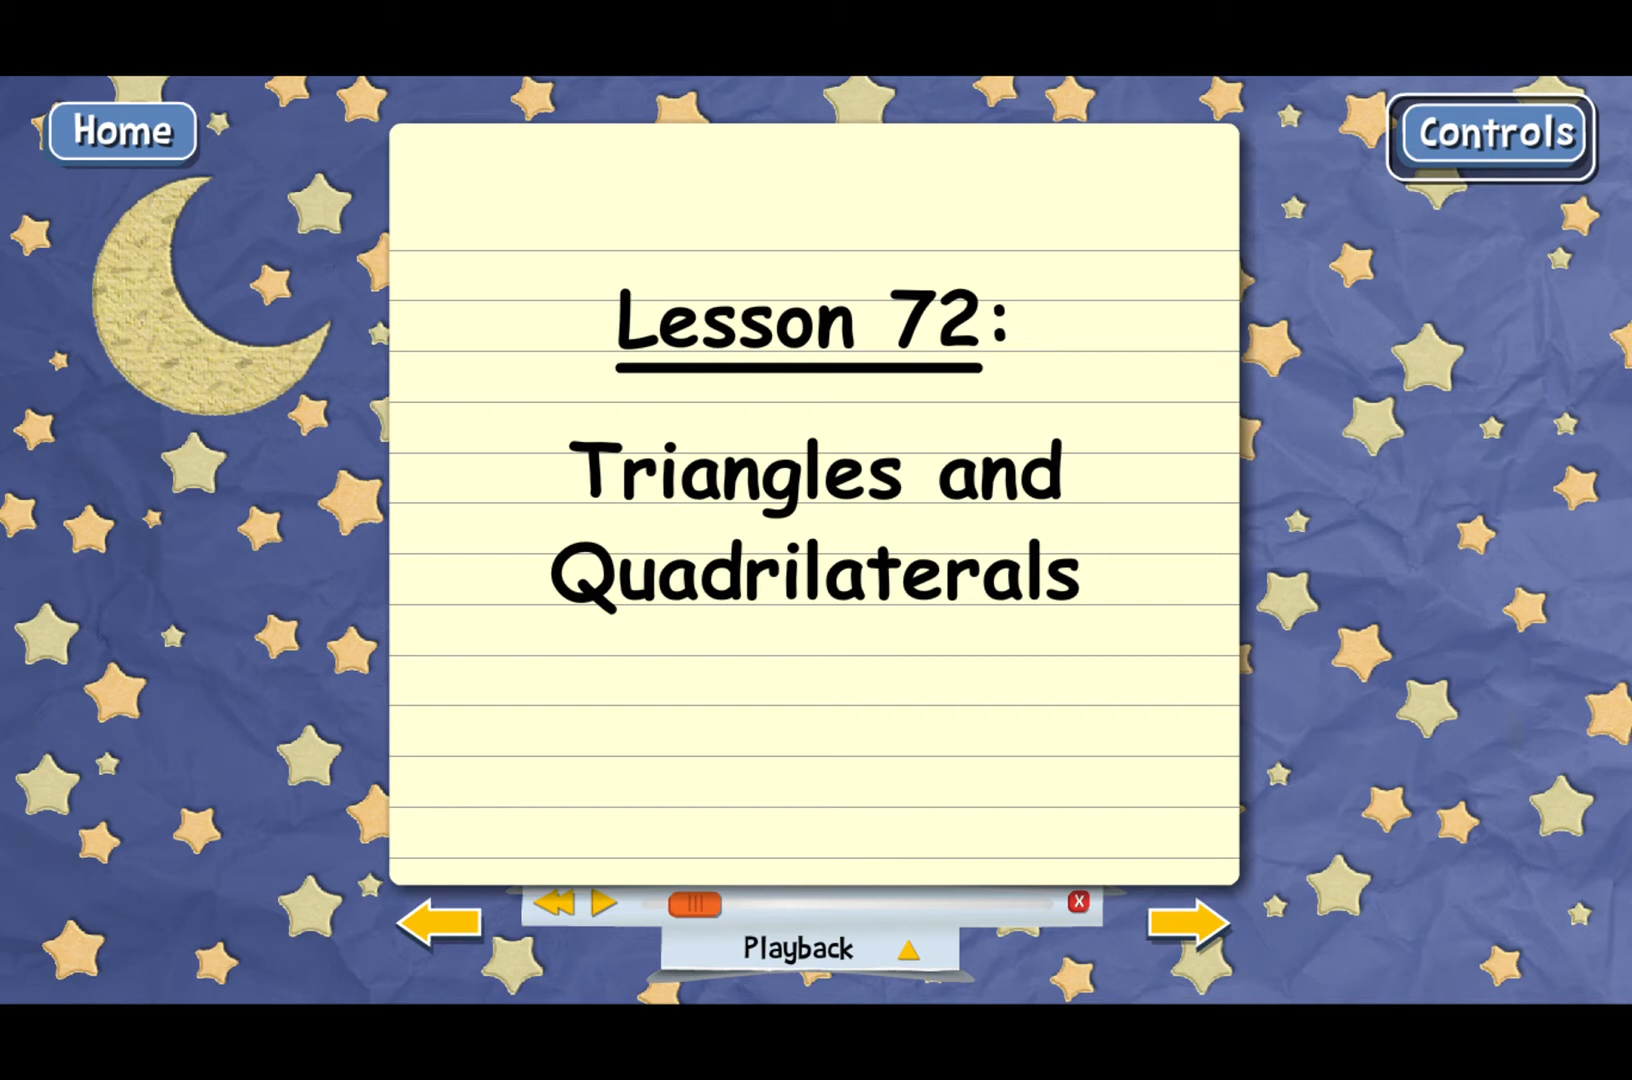 Home
Controls
Lesson 72:
Triangles and
Quadrilaterals
X
Playback